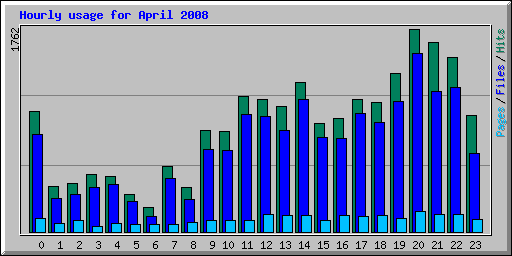 Hourly usage for April 2008
1762
Pages / Files / Hits
0 1 2 3 4 5 6 7 8 9 10 11 12 13 14 15 16 17 18 19 20 21 22 23